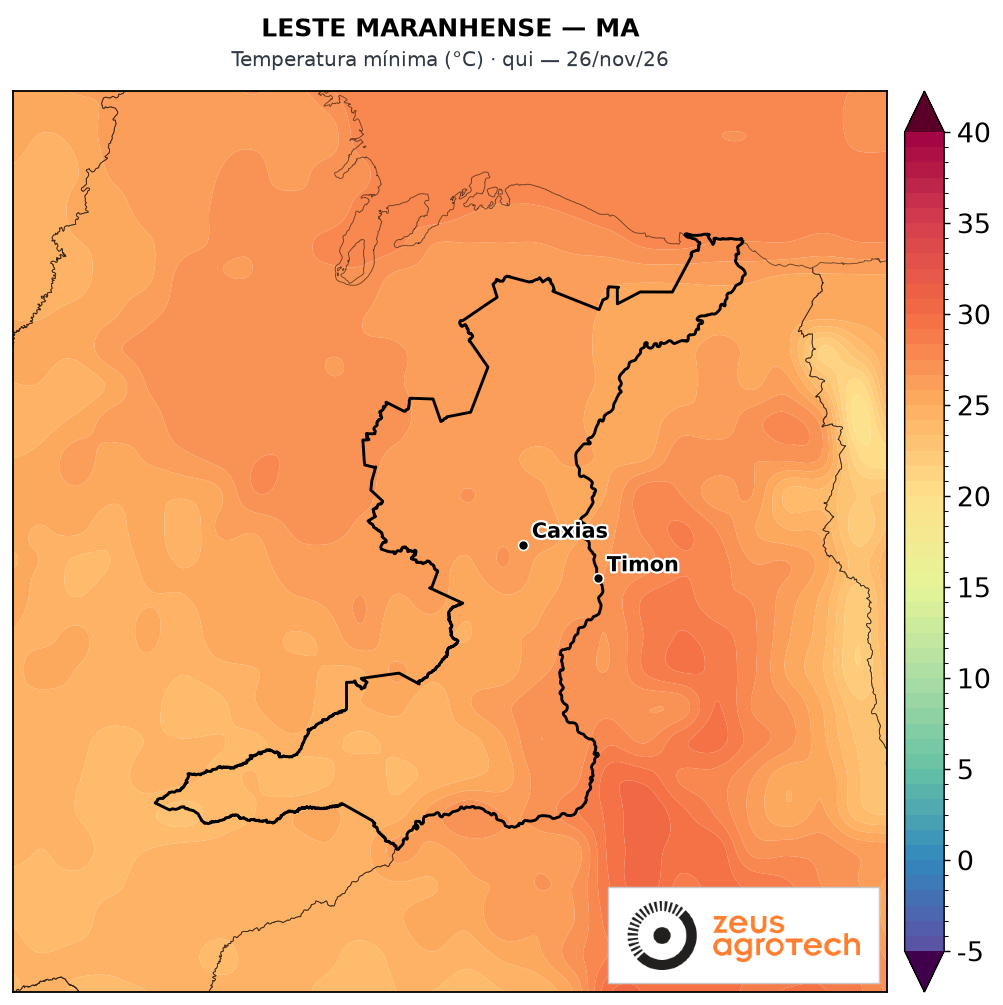 LESTE MARANHENSE — MA
Temperatura mínima (°C) · qui — 26/nov/26
40
35
30
25
20
15
10
5
0
-5
Caxias
Timon
zeus
agrotech